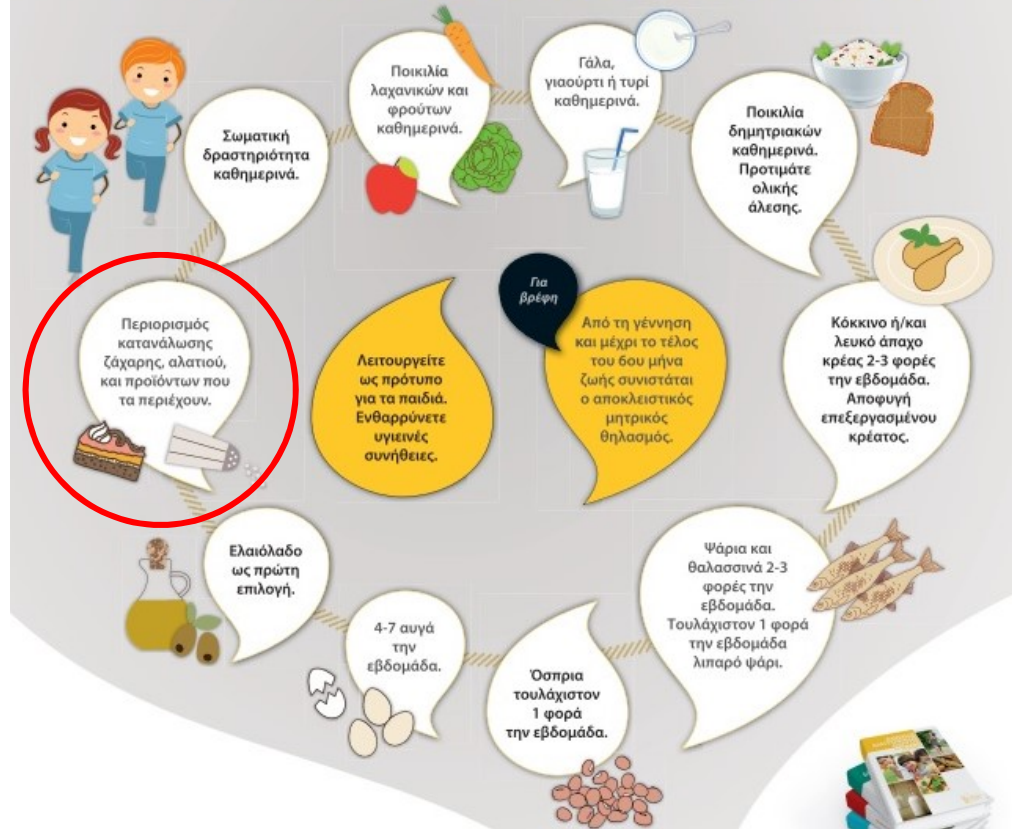 Σωματική
δραστηριότητα
καθημερινά.
Ποικιλία
λαχανικών και
φρούτων
καθημερινά.
Γάλα,
γιαούρτι ή τυρί
καθημερινά.
Ποικιλία
δημητριακών
καθημερινά.
Προτιμάτε
ολικής
άλεσης.
Περιορισμός
κατανάλωσης
ζάχαρης, αλατιού,
και προϊόντων που
τα περιέχουν.
Λειτουργείτε
ως πρότυπο
για τα παιδιά.
Ενθαρρύνετε
υγιεινές
συνήθειες.
Για
βρέφη
Από τη γέννηση
και μέχρι το τέλος
του 6ου μήνα
ζωής συνιστάται
ο αποκλειστικός
μητρικός
θηλασμός.
Κόκκινο ή/και
λευκό άπαχο
κρέας 2-3 φορές
την εβδομάδα.
Αποφυγή
επεξεργασμένου
κρέατος.
Ελαιόλαδο
ως πρώτη
επιλογή.
4-7 αυγά
την
εβδομάδα.
Όσπρια
τουλάχιστον
1 φορά
την εβδομάδα.
Ψάρια και
θαλασσινά 2-3
φορές την
εβδομάδα.
Τουλάχιστον 1 φορά
την εβδομάδα
λιπαρό ψάρι.